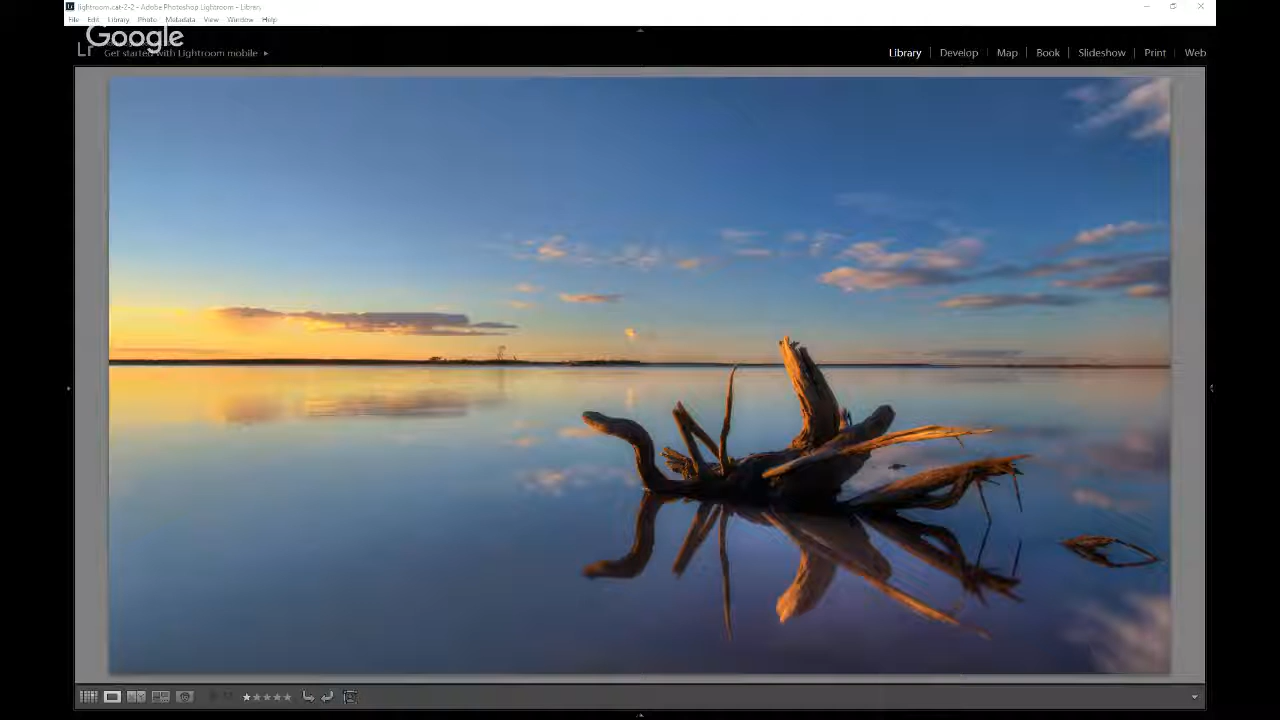 lightroom.cat-2-2 - Adobe Photoshop Lightroom - Library
File Edit Library Photo Metadata View Window Help
Google
Lr Get started with Lightroom mobile
Library Develop Map Book Slideshow Print Web